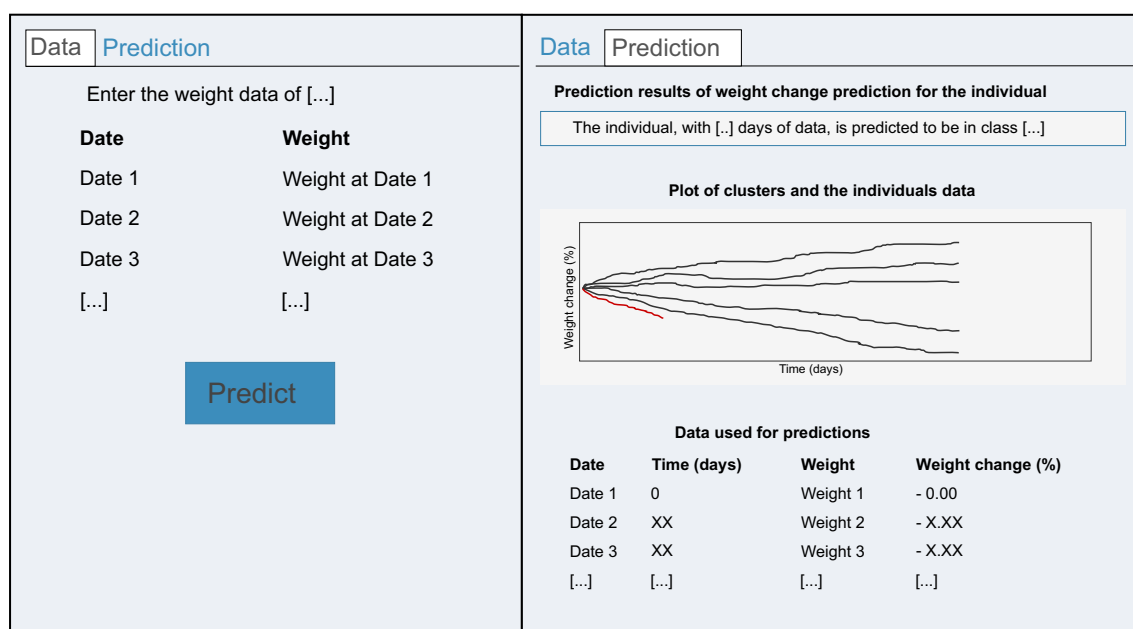 Data Prediction
Enter the weight data of [...]
Date Weight
Date 1 Weight at Date 1
Date 2 Weight at Date 2
Date 3 Weight at Date 3
[...] [...]
Predict
Data Prediction
Prediction results of weight change prediction for the individual
The individual, with [..] days of data, is predicted to be in class [...]
Plot of clusters and the individuals data
Weight change (%)
Time (days)
Data used for predictions
Date Time (days) Weight Weight change (%)
Date 1 0 Weight 1 - 0.00
Date 2 XX Weight 2 - X.XX
Date 3 XX Weight 3 - X.XX
[...] [...] [...] [...]